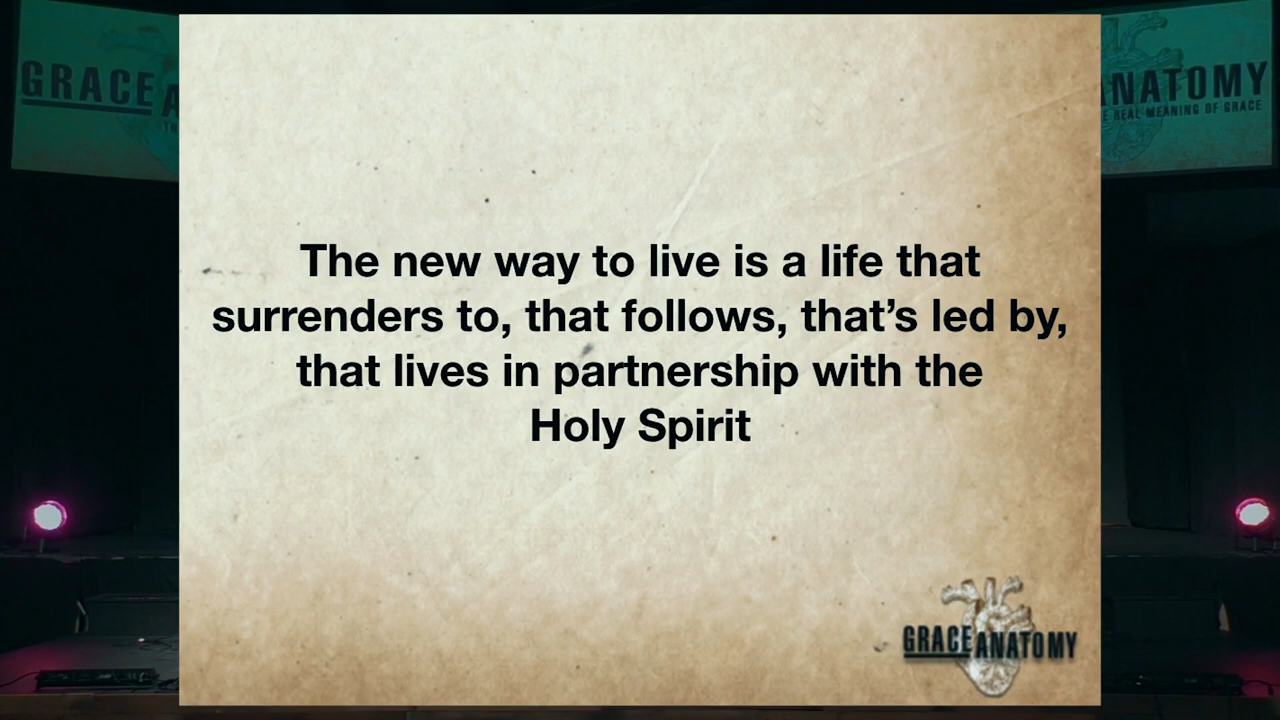 GRACE A
ANATOMY
E REAL MEANING OF GRACE
The new way to live is a life that
surrenders to, that follows, that’s led by,
that lives in partnership with the
Holy Spirit
GRACE ANATOMY